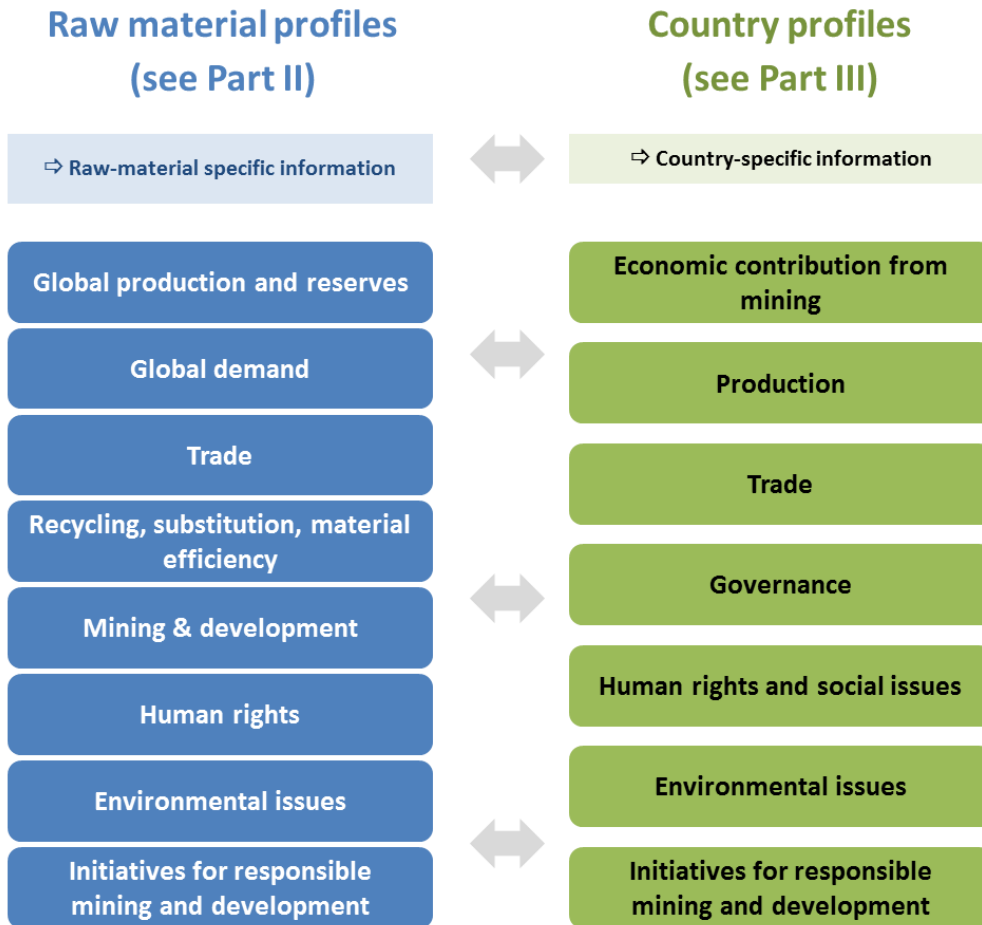 Raw material profiles
(see Part II)
⇨ Raw-material specific information
Global production and reserves
Global demand
Trade
Recycling, substitution, material
efficiency
Mining & development
Human rights
Environmental issues
Initiatives for responsible
mining and development
Country profiles
(see Part III)
⇨ Country-specific information
Economic contribution from
mining
Production
Trade
Governance
Human rights and social issues
Environmental issues
Initiatives for responsible
mining and development